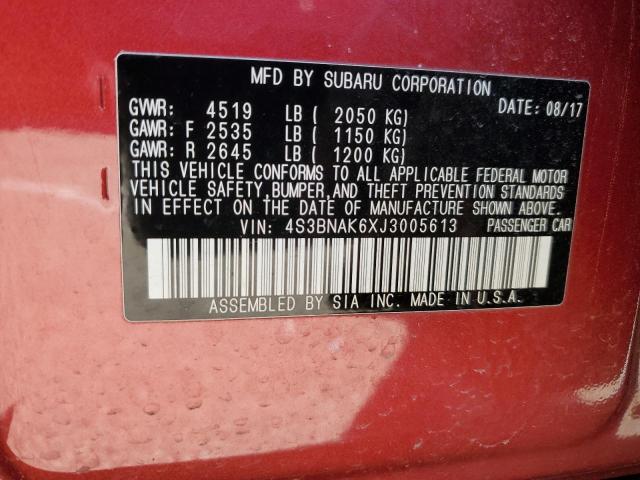 MFD BY SUBARU CORPORATION
DATE: 08/17
GVWR: 4519 LB ( 2050 KG)
GAWR: F 2535 LB ( 1150 KG)
GAWR: R 2645 LB ( 1200 KG)
THIS VEHICLE CONFORMS TO ALL APPLICABLE FEDERAL MOTOR
VEHICLE SAFETY,BUMPER,AND THEFT PREVENTION STANDARDS
IN EFFECT ON THE DATE OF MANUFACTURE SHOWN ABOVE.
VIN: 4S3BNAK6XJ3005613 PASSENGER CAR
ASSEMBLED BY SIA INC. MADE IN U.S.A.